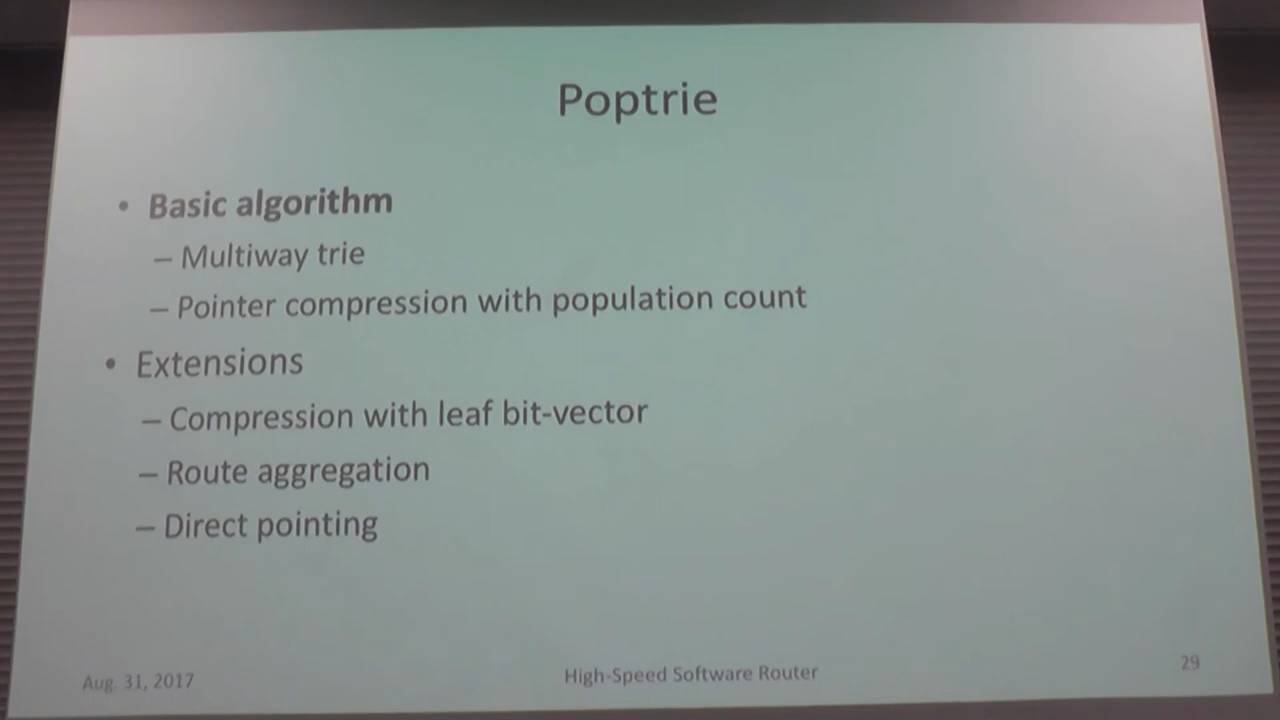 Poptrie
• Basic algorithm
– Multiway trie
– Pointer compression with population count
• Extensions
– Compression with leaf bit-vector
– Route aggregation
– Direct pointing
Aug. 31, 2017
High-Speed Software Router
29